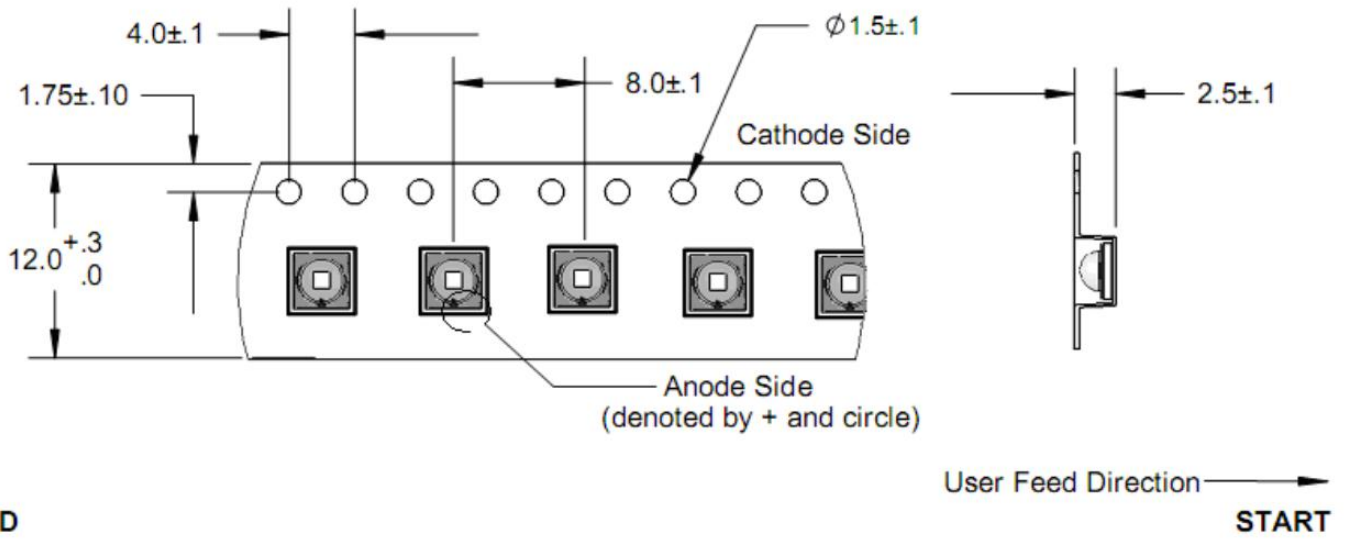 4.0±.1
⌀1.5±.1
1.75±.10
8.0±.1
2.5±.1
Cathode Side
12.0 +.3
.0
Anode Side
(denoted by + and circle)
User Feed Direction
D
START